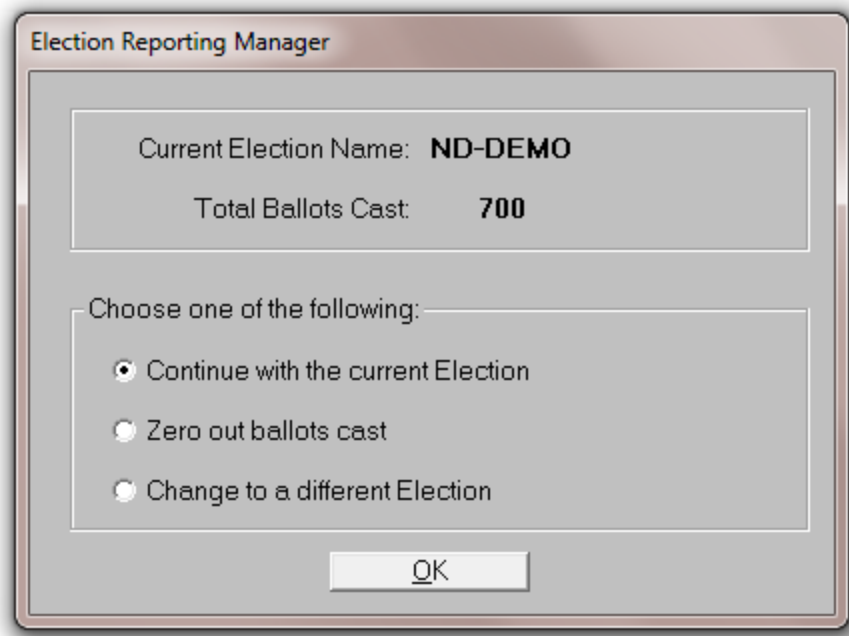 Election Reporting Manager
Current Election Name: ND-DEMO
Total Ballots Cast: 700
Choose one of the following:
Continue with the current Election
Zero out ballots cast
Change to a different Election
OK